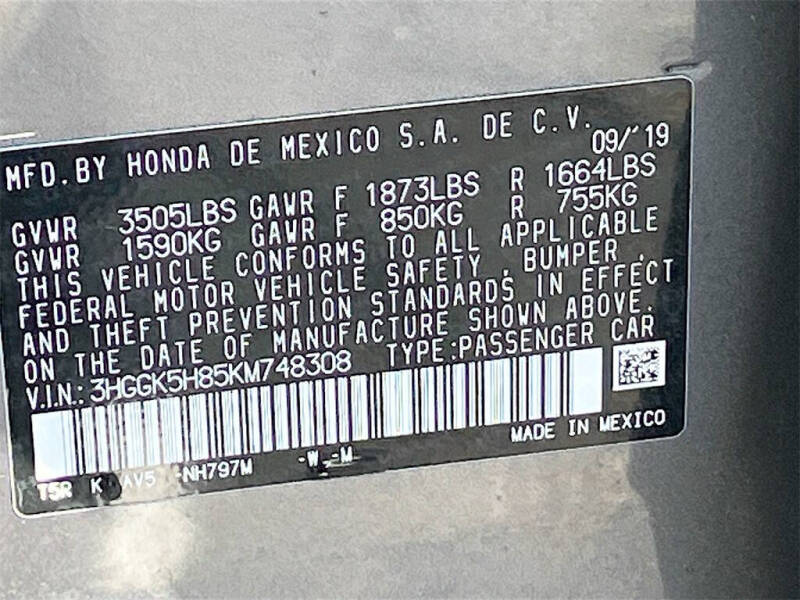 MFD.BY HONDA DE MEXICO S.A. DE C.V.
09/'19
GVWR 3505LBS GAWR F 1873LBS R 1664LBS
GVWR 1590KG GAWR F 850KG R 755KG
THIS VEHICLE CONFORMS TO ALL APPLICABLE
FEDERAL MOTOR VEHICLE SAFETY, BUMPER,
AND THEFT PREVENTION STANDARDS IN EFFECT
ON THE DATE OF MANUFACTURE SHOWN ABOVE.
V.I.N.: 3HGGK5H85KM748308 TYPE:PASSENGER CAR
MADE IN MEXICO
T5R K AV5 -NH797M -W -M